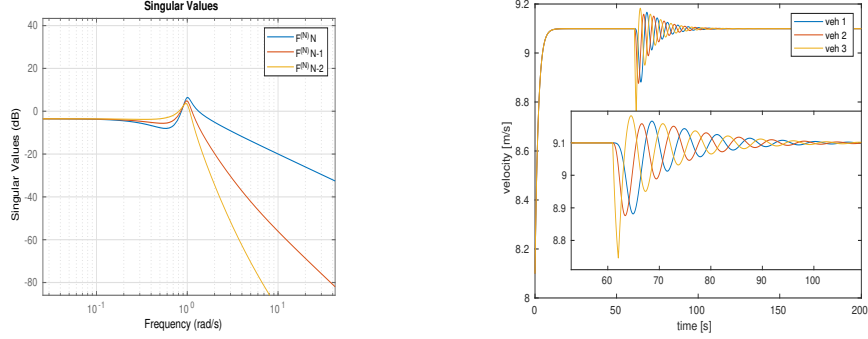 Singular Values
Singular Values (dB)
40
20
0
-20
-40
-60
-80
10-1
100
101
Frequency (rad/s)
F(N)N
F(N)N-1
F(N)N-2
velocity [m/s]
9.2
9
8.8
8.6
8.4
8.2
8
0
50
100
150
200
time [s]
veh 1
veh 2
veh 3
9.1
9
8.9
8.8
60
70
80
90
100